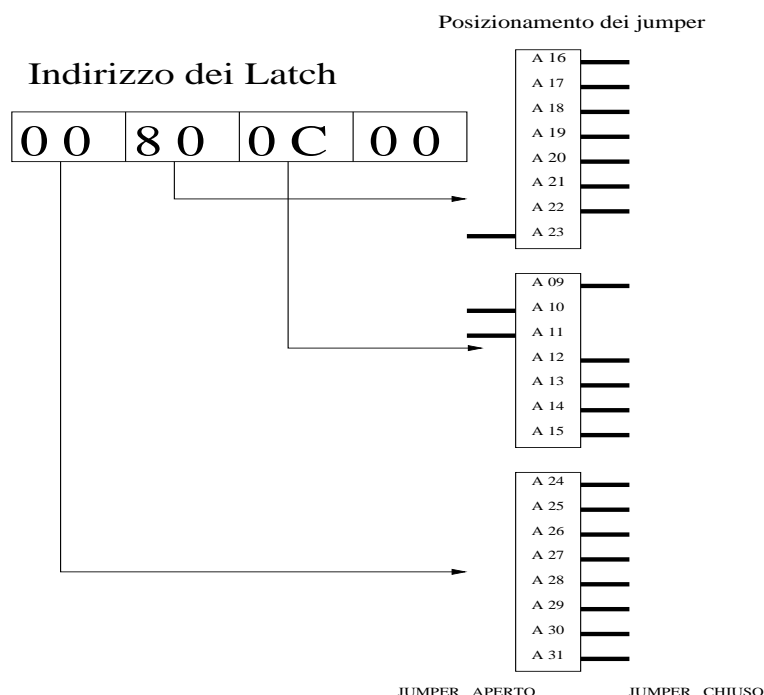 Posizionamento dei jumper
Indirizzo dei Latch
00 80 0C 00
A 16
A 17
A 18
A 19
A 20
A 21
A 22
A 23
A 09
A 10
A 11
A 12
A 13
A 14
A 15
A 24
A 25
A 26
A 27
A 28
A 29
A 30
A 31
JUMPER APERTO JUMPER CHIUSO